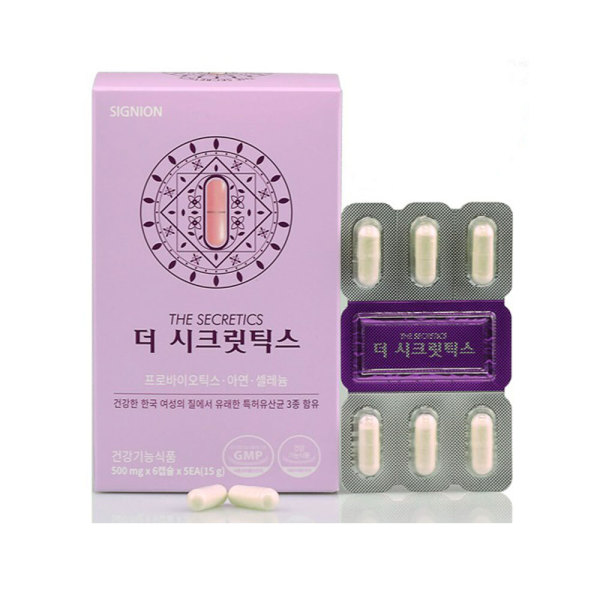 SIGNION
THE SECRETICS
더 시크릿틱스
프로바이오틱스 · 아연 · 셀레늄
건강한 한국 여성의 질에서 유래한 특허유산균 3종 함유
건강기능식품
500 mg x 6캡슐 x 5EA(15 g)
GMP
THE SECRETICS
더 시크릿틱스